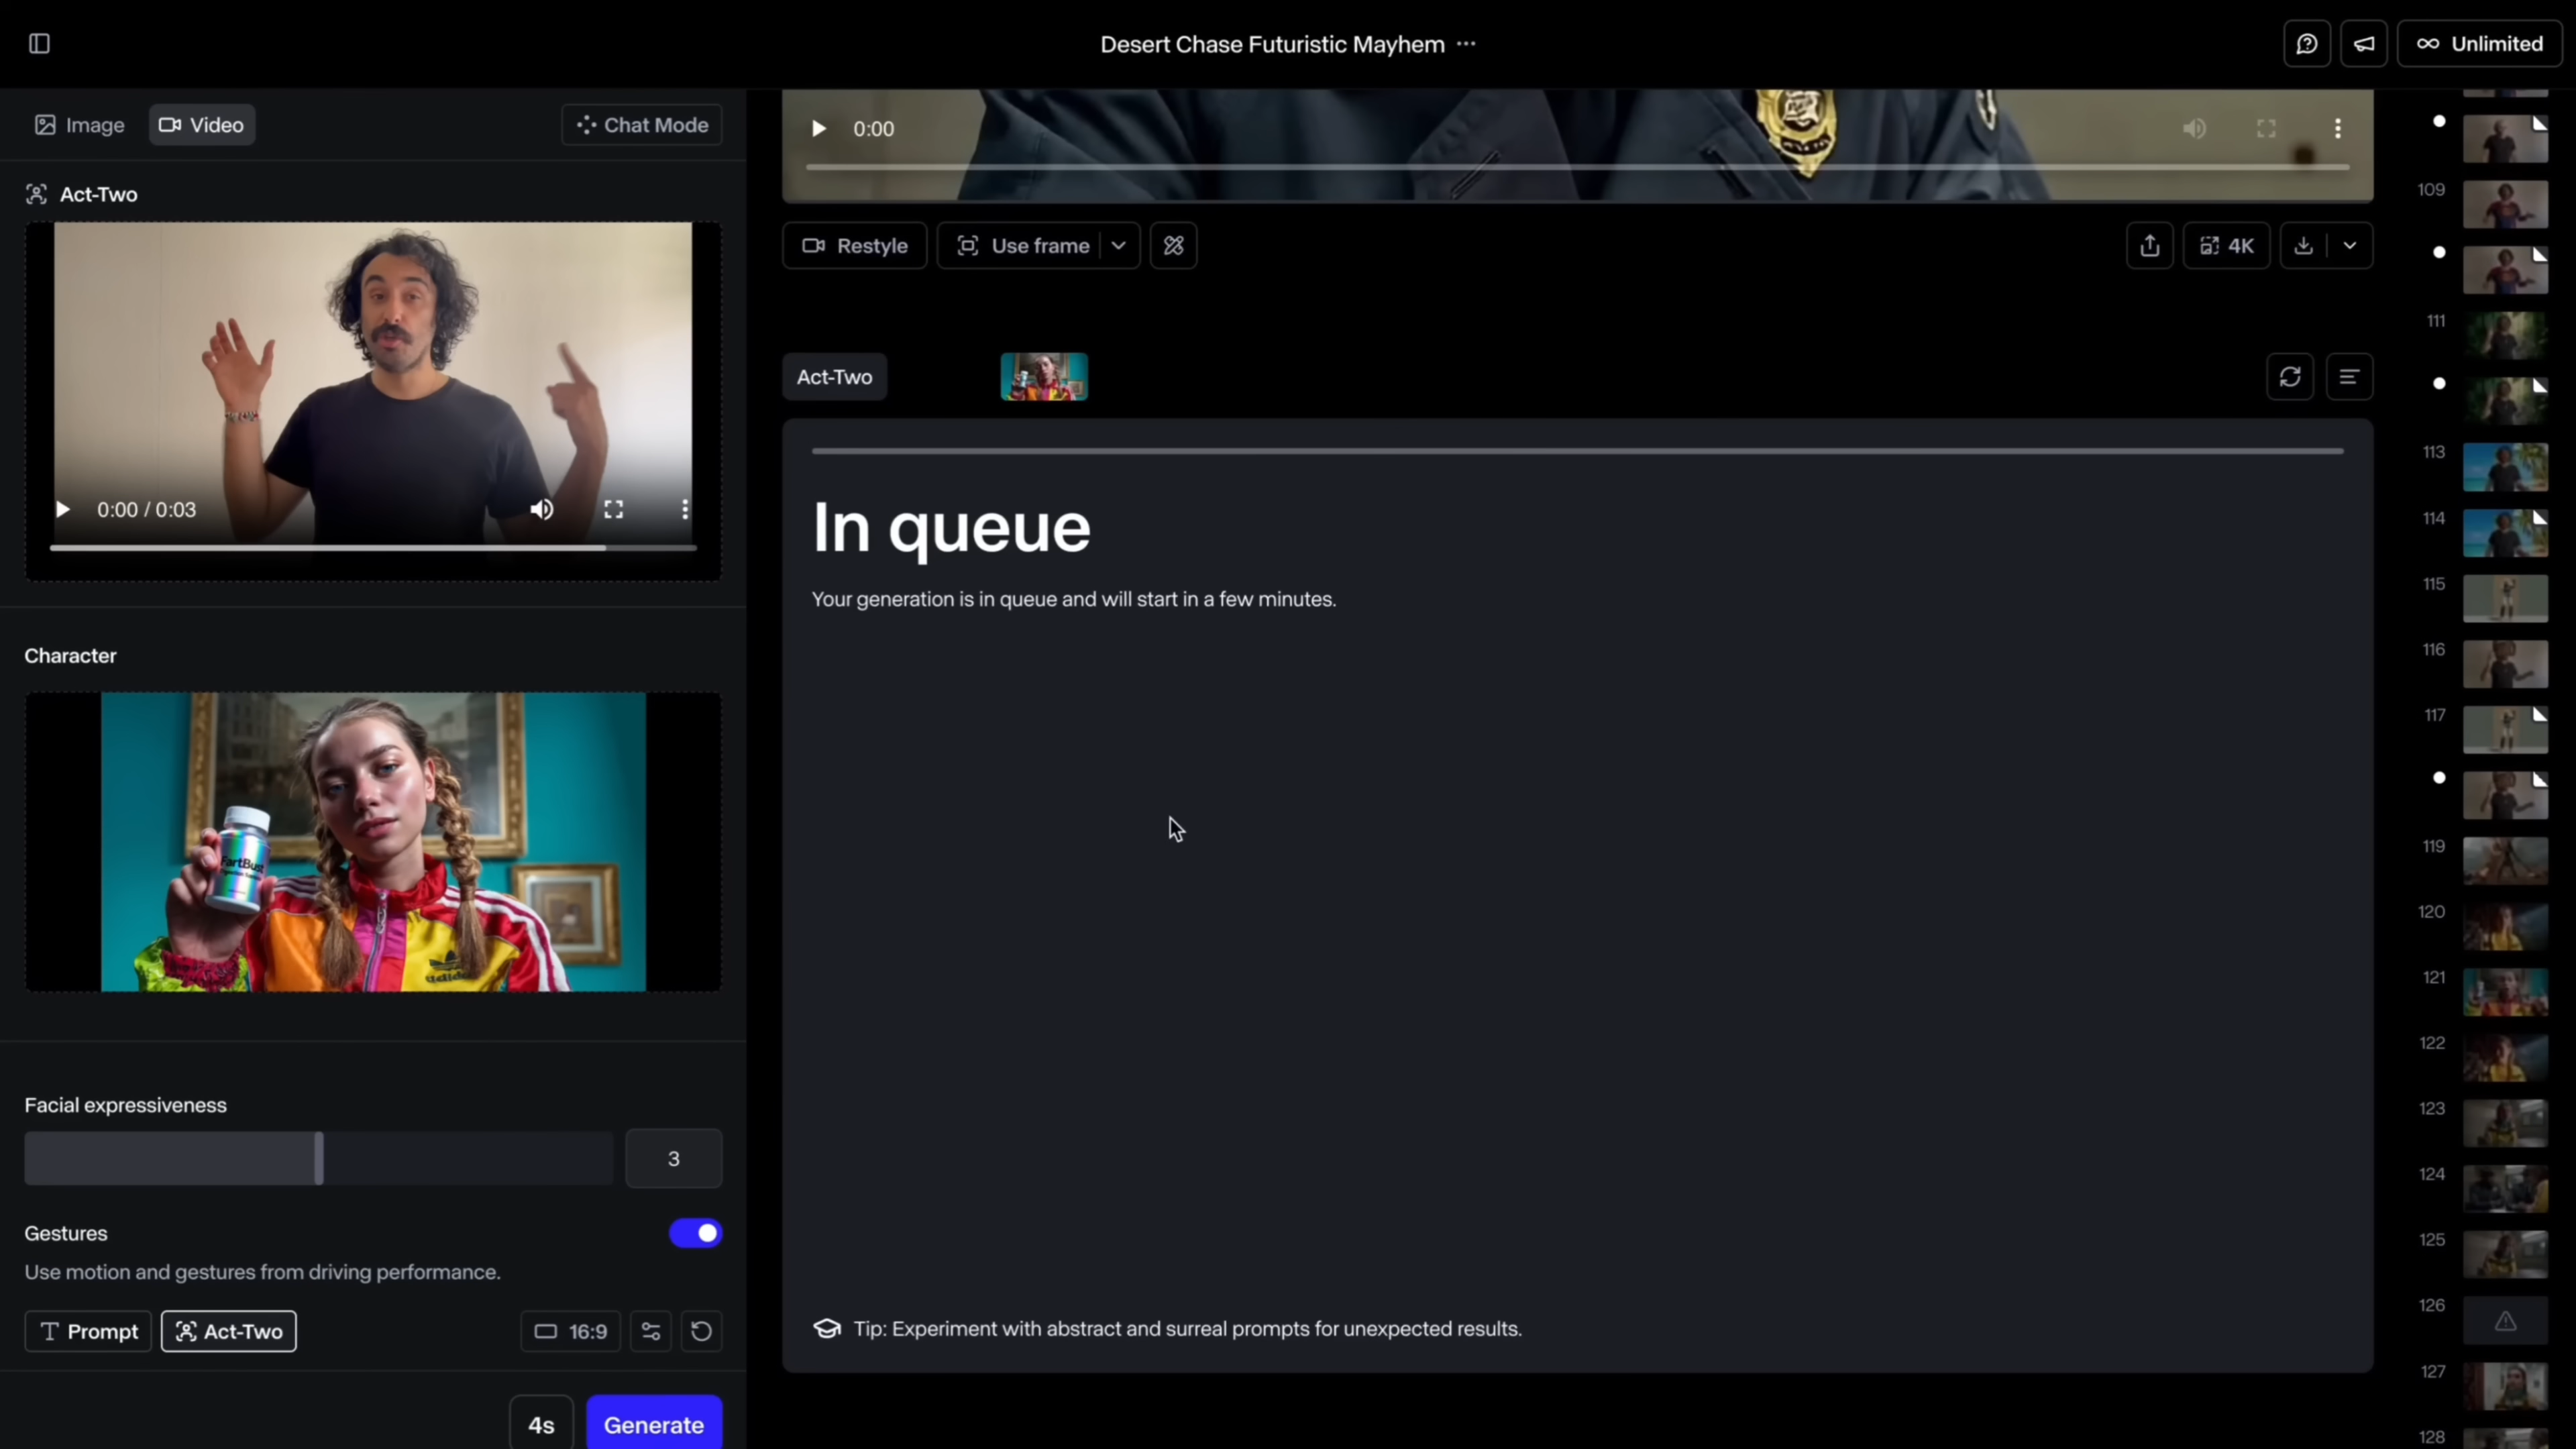 Desert Chase Futuristic Mayhem
Unlimited
Image
Video
Chat Mode
Act-Two
0:00 / 0:03
Character
FartBust
adidas
Facial expressiveness
3
Gestures
Use motion and gestures from driving performance.
Prompt
Act-Two
16:9
4s
Generate
0:00
Restyle
Use frame
4K
Act-Two
In queue
Your generation is in queue and will start in a few minutes.
Tip: Experiment with abstract and surreal prompts for unexpected results.
109
111
113
114
115
116
117
119
120
121
122
123
124
125
126
127
128